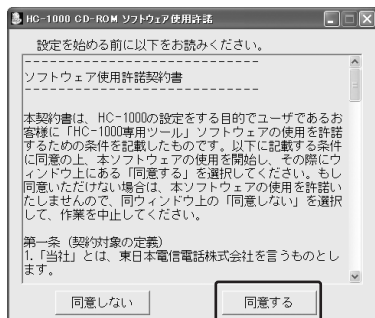 HC-1000 CD-ROM ソフトウェア使用許諾
設定を始める前に以下をお読みください。
------------------------------
ソフトウェア使用許諾契約書
------------------------------
本契約書は、HC-1000の設定をする目的でユーザであるお
客様に「HC-1000専用ツール」ソフトウェアの使用を許諾
するための条件を記載したものです。以下に記載する条件
に同意の上、本ソフトウェアの使用を開始し、その際にウ
ィンドウ上にある「同意する」を選択してください。もし
同意いただけない場合は、本ソフトウェアの使用を許諾い
たしませんので、同ウィンドウ上の「同意しない」を選択
して、作業を中止してください。
第一条（契約対象の定義）
1.「当社」とは、東日本電信電話株式会社を言うものとし
ます。
同意しない
同意する